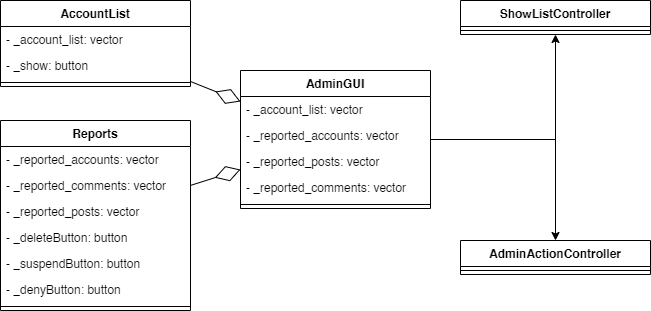 AccountList
- _account_list: vector
- _show: button
Reports
- _reported_accounts: vector
- _reported_comments: vector
- _reported_posts: vector
- _deleteButton: button
- _suspendButton: button
- _denyButton: button
AdminGUI
- _account_list: vector
- _reported_accounts: vector
- _reported_posts: vector
- _reported_comments: vector
ShowListController
AdminActionController